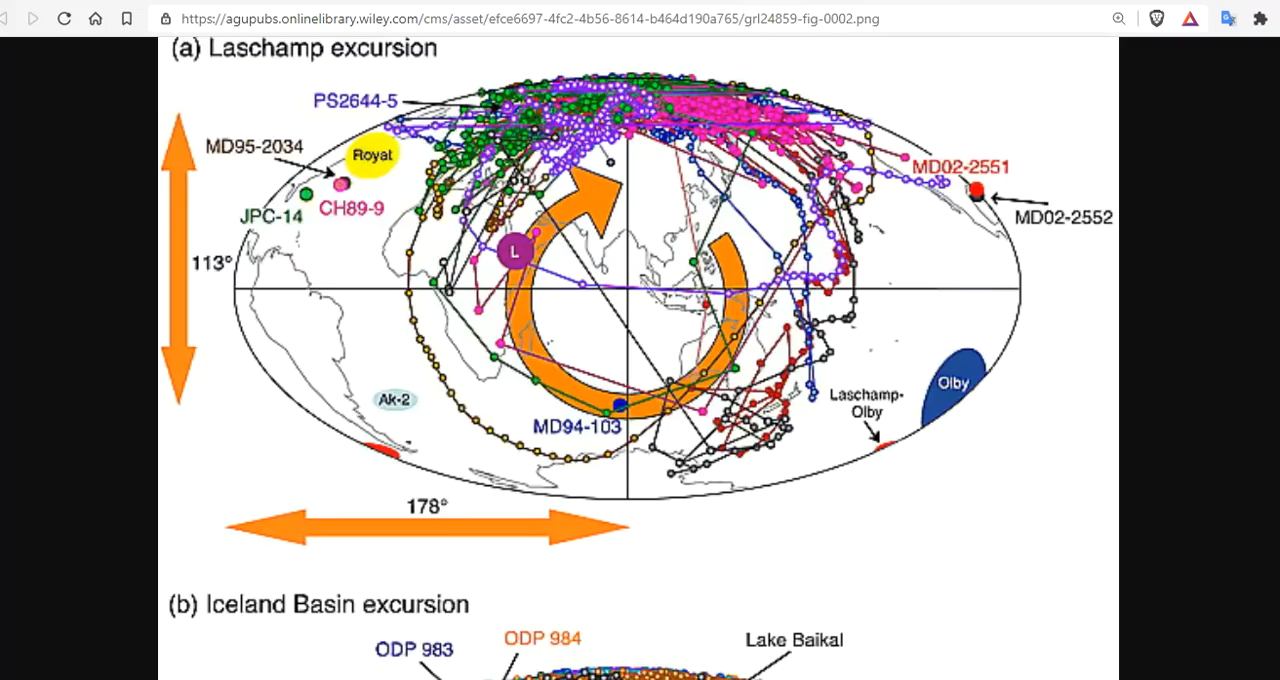 https://agupubs.onlinelibrary.wiley.com/cms/asset/efce6697-4fc2-4b56-8614-b464d190a765/grl24859-fig-0002.png
(a) Laschamp excursion
PS2644-5
MD95-2034
Royat
MD02-2551
JPC-14
CH89-9
MD02-2552
L
113°
Ak-2
Laschamp-
Olby
Olby
MD94-103
178°
(b) Iceland Basin excursion
ODP 983
ODP 984
Lake Baikal